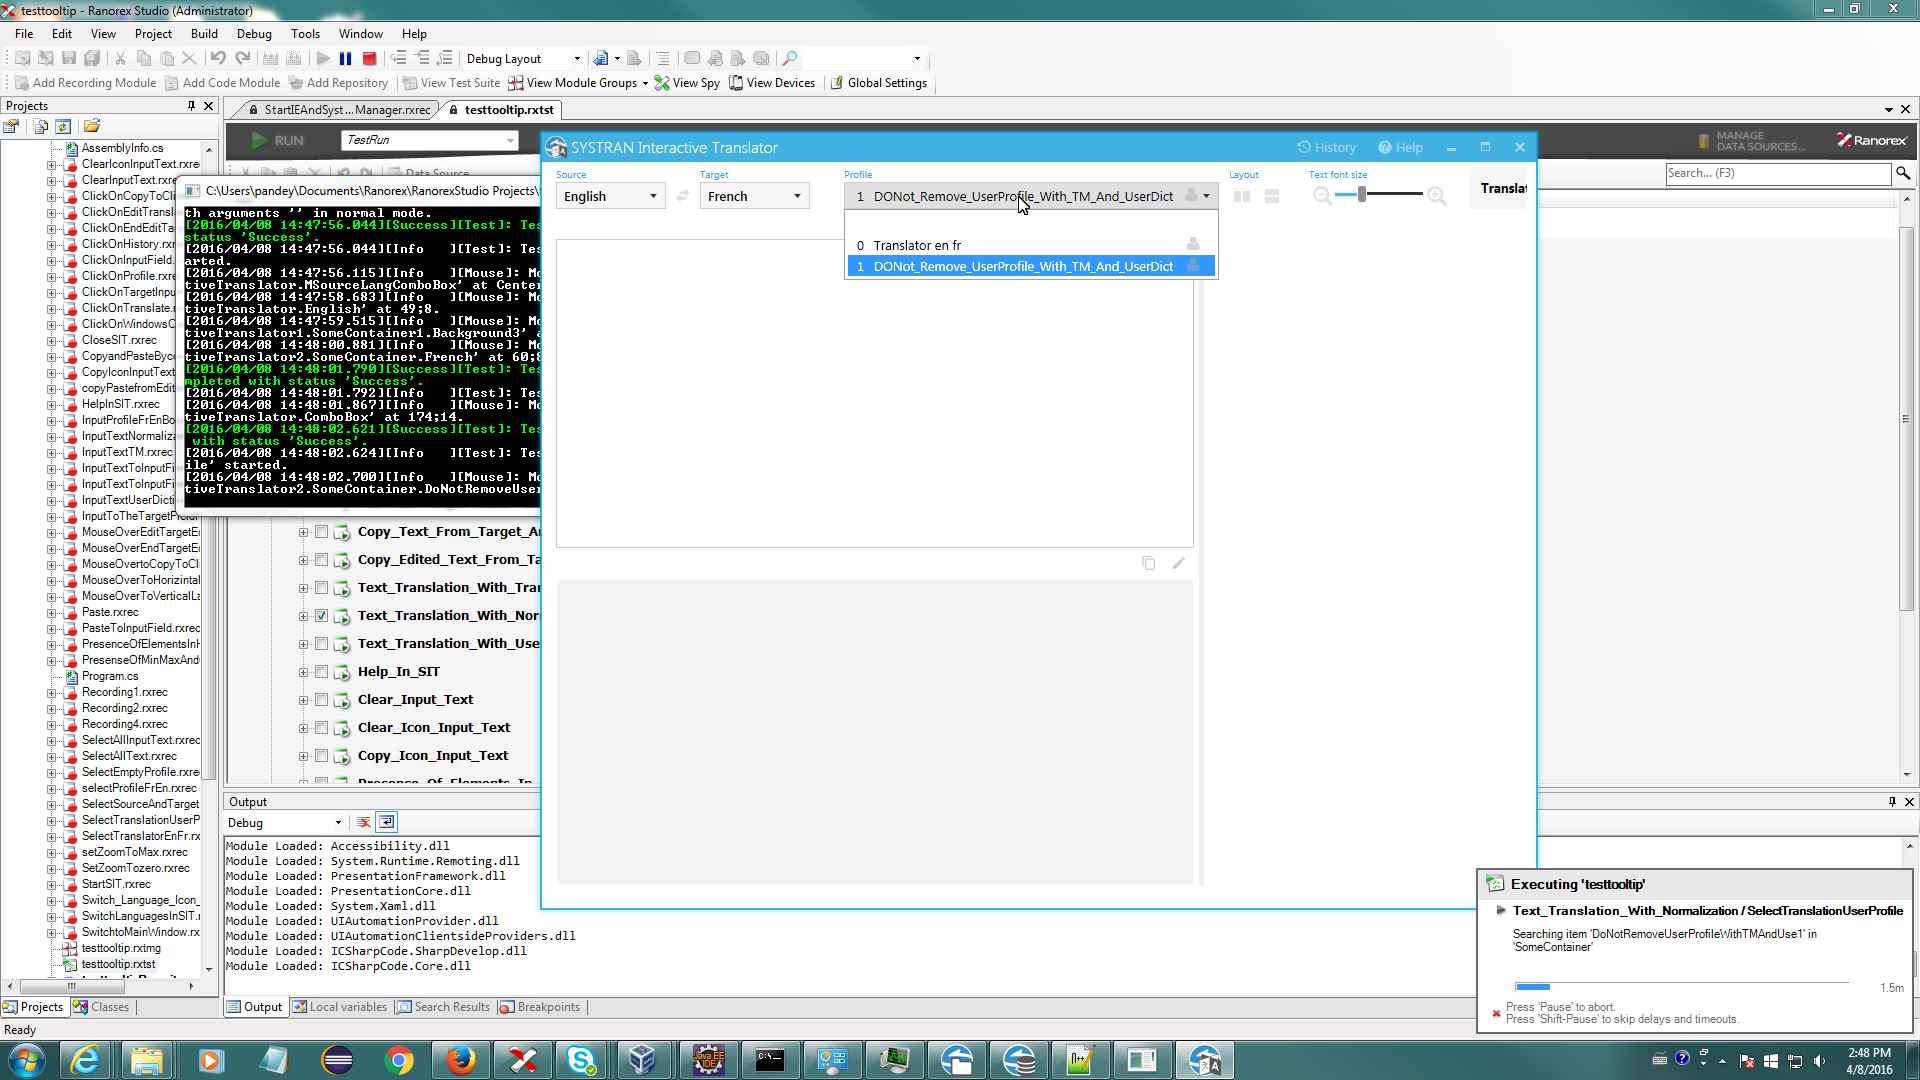 testtooltip - Ranorex Studio (Administrator)
File Edit View Project Build Debug Tools Window Help
Debug Layout
Add Recording Module Add Code Module Add Repository View Test Suite View Module Groups View Spy View Devices Global Settings
Projects
StartIEAndSyst...Manager.rxrec testtooltip.rxtst
RUN TestRun
MANAGE
DATA SOURCES...
Ranorex
Data Source
Search... (F3)
AssemblyInfo.cs
ClearIconInputText.rxre
ClearInputText.rxrec
ClickOnCopyToCli
ClickOnEditTransl
ClickOnEndEditTa
ClickOnHistory.rxr
ClickOnInputField.
ClickOnProfile.rxre
ClickOnTargetInpu
ClickOnTranslate.r
ClickOnWindowsC
CloseSIT.rxrec
CopyandPasteByco
CopyIconInputText
copyPastefromEdit
HelpInSIT.rxrec
InputProfileFrEnBo
InputTextNormaliza
InputTextTM.rxrec
InputTextToInputFi
InputTextToInputFi
InputTextUserDicti
InputToTheTargetField
MouseOverEditTargetE
MouseOverEndTargetE
MouseOvertoCopyToCl
MouseOverToHorizontal
MouseOverToVerticalLa
Paste.rxrec
PasteToInputField.rxrec
PresenceOfElementsInH
PresenseOfMinMaxAnd
Program.cs
Recording1.rxrec
Recording2.rxrec
Recording4.rxrec
SelectAllInputText.rxrec
SelectAllText.rxrec
SelectEmptyProfile.rxre
selectProfileFrEn.rxrec
SelectSourceAndTarget
SelectTranslationUserP
SelectTranslatorEnFr.rx
setZoomToMax.rxrec
SetZoomTozero.rxrec
StartSIT.rxrec
Switch_Language_Icon_
SwitchLanguagesInSIT.r
SwitchtoMainWindow.rx
testtooltip.rxtmg
testtooltip.rxtst
Projects Classes
Ready
C:\Users\pandey\Documents\Ranorex\RanorexStudio Projects\
th arguments '' in normal mode.
[2016/04/08 14:47:56.044][Success][Test]: Tes
status 'Success'.
[2016/04/08 14:47:56.044][Info   ][Test]: Tes
arted.
[2016/04/08 14:47:56.115][Info   ][Mouse]: Mo
tiveTranslator.MSourceLangComboBox' at Center
[2016/04/08 14:47:58.683][Info   ][Mouse]: Mo
tiveTranslator.English' at 49;8.
[2016/04/08 14:47:59.515][Info   ][Mouse]: Mo
tiveTranslator1.SomeContainer1.Background3' a
[2016/04/08 14:48:00.881][Info   ][Mouse]: Mo
tiveTranslator2.SomeContainer.French' at 60;8
[2016/04/08 14:48:01.790][Success][Test]: Tes
mpleted with status 'Success'.
[2016/04/08 14:48:01.792][Info   ][Test]: Tes
[2016/04/08 14:48:01.867][Info   ][Mouse]: Mo
tiveTranslator.ComboBox' at 174;14.
[2016/04/08 14:48:02.621][Success][Test]: Tes
with status 'Success'.
[2016/04/08 14:48:02.624][Info   ][Test]: Tes
ile' started.
[2016/04/08 14:48:02.700][Info   ][Mouse]: Mo
tiveTranslator2.SomeContainer.DoNotRemoveUser
Copy_Text_From_Target_A
Copy_Edited_Text_From_Ta
Text_Translation_With_Tra
Text_Translation_With_Nor
Text_Translation_With_Use
Help_In_SIT
Clear_Input_Text
Clear_Icon_Input_Text
Copy_Icon_Input_Text
Presence_Of_Elements_In
SYSTRAN Interactive Translator
History Help
Source Target Profile Layout Text font size
English French 1 DONot_Remove_UserProfile_With_TM_And_UserDict
Translat
0 Translator en fr
1 DONot_Remove_UserProfile_With_TM_And_UserDict
Output
Debug
Module Loaded: Accessibility.dll
Module Loaded: System.Runtime.Remoting.dll
Module Loaded: PresentationFramework.dll
Module Loaded: PresentationCore.dll
Module Loaded: System.Xaml.dll
Module Loaded: UIAutomationProvider.dll
Module Loaded: UIAutomationClientsideProviders.dll
Module Loaded: ICSharpCode.SharpDevelop.dll
Module Loaded: ICSharpCode.Core.dll
Output Local variables Search Results Breakpoints
Executing 'testtooltip'
Text_Translation_With_Normalization / SelectTranslationUserProfile
Searching item 'DoNotRemoveUserProfileWithTMAndUse1' in
'SomeContainer'
1.5m
Press 'Pause' to abort.
Press 'Shift-Pause' to skip delays and timeouts.
Java EE
IDE
2:48 PM
4/8/2016